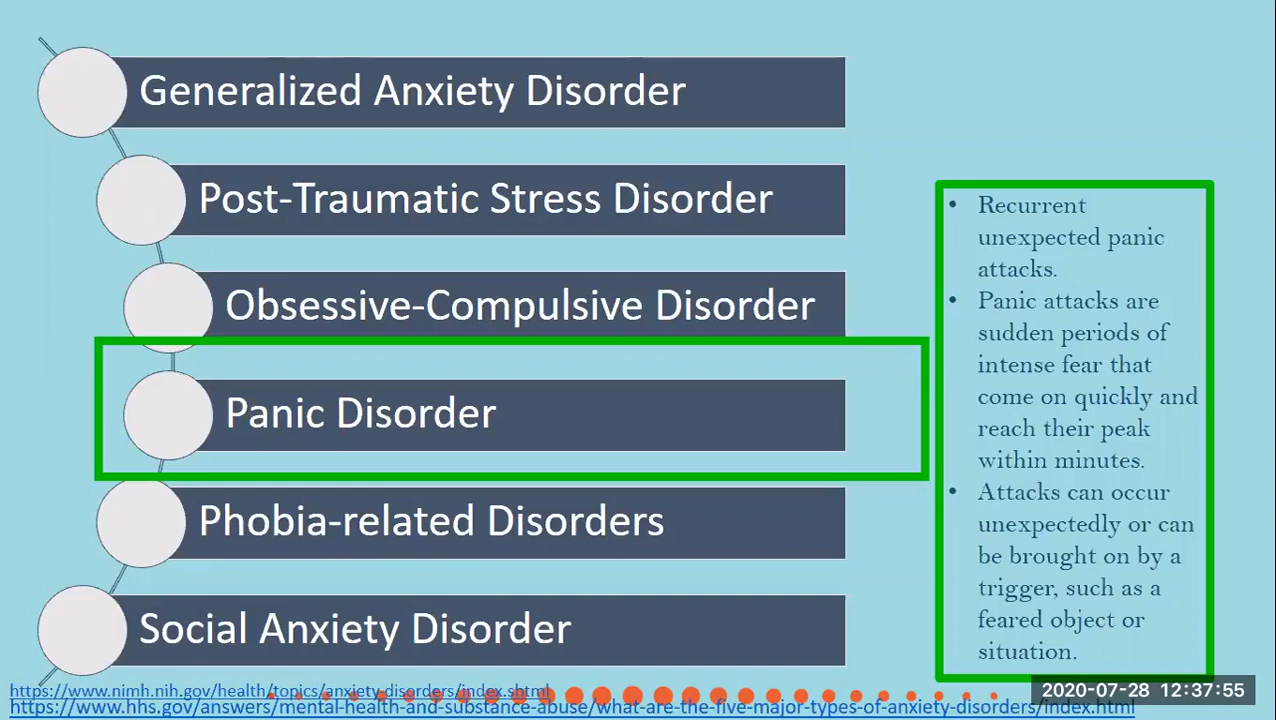 Generalized Anxiety Disorder
Post-Traumatic Stress Disorder
Obsessive-Compulsive Disorder
Panic Disorder
Phobia-related Disorders
Social Anxiety Disorder
• Recurrent
unexpected panic
attacks.
• Panic attacks are
sudden periods of
intense fear that
come on quickly and
reach their peak
within minutes.
• Attacks can occur
unexpectedly or can
be brought on by a
trigger, such as a
feared object or
situation.
https://www.nimh.nih.gov/health/topics/anxiety-disorders/index.shtml
https://www.hhs.gov/answers/mental-health-and-substance-abuse/what-are-the-five-major-types-of-anxiety-disorders/index.html
2020-07-28 12:37:55